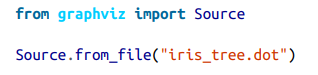 from graphviz import Source
Source.from_file("iris_tree.dot")